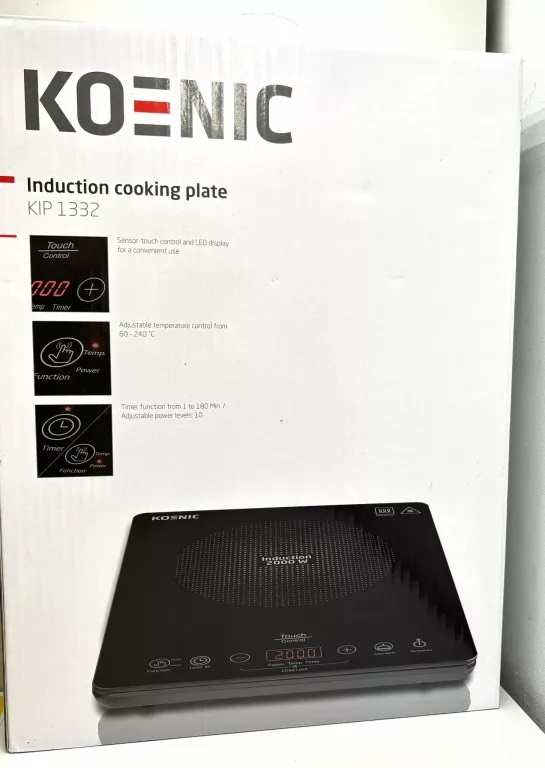 KOENIC
Induction cooking plate
KIP 1332
Touch
Control
000
emp Timer
Sensor-touch control and LED display
for a convenient use
Temp.
Power
Function
Adjustable temperature control from
60 - 240 °C
Timer
Temp.
Power
Function
Timer function from 1 to 180 Min /
Adjustable power levels: 10
KOENIC
Induction
2000 W
Touch
Control
2000
Power Temp Timer
Child Lock
Function